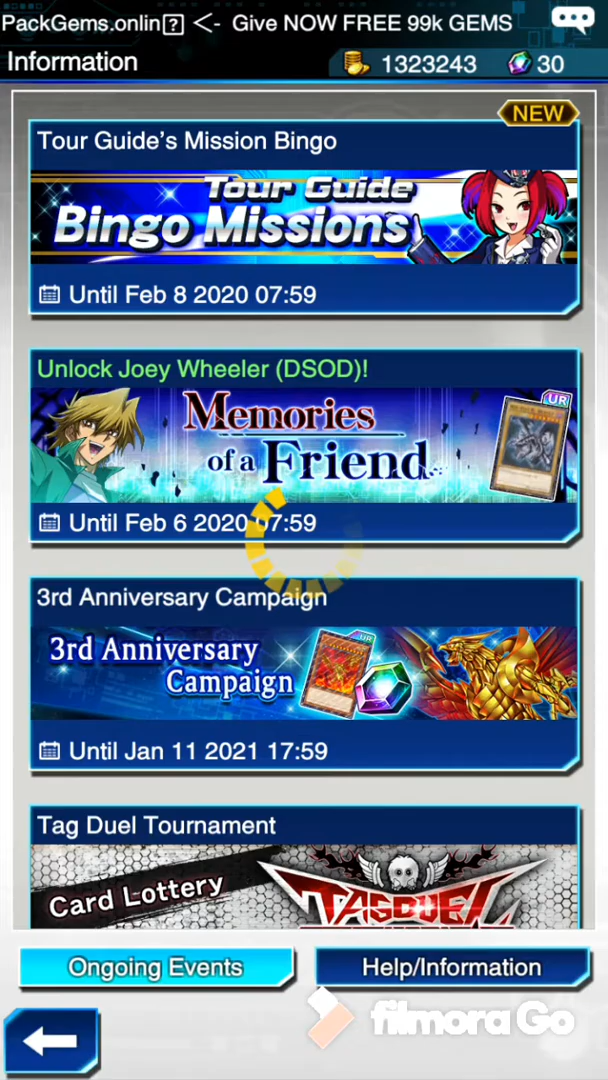 PackGems.onlin <- Give NOW FREE 99k GEMS
Information
1323243
30
NEW
Tour Guide's Mission Bingo
Tour Guide
Bingo Missions
Until Feb 8 2020 07:59
Unlock Joey Wheeler (DSOD)!
Memories
of a Friend...
UR
Until Feb 6 2020 07:59
3rd Anniversary Campaign
3rd Anniversary
Campaign
UR
Until Jan 11 2021 17:59
Tag Duel Tournament
Card Lottery
TAG DUEL
Ongoing Events
Help/Information
filmora Go